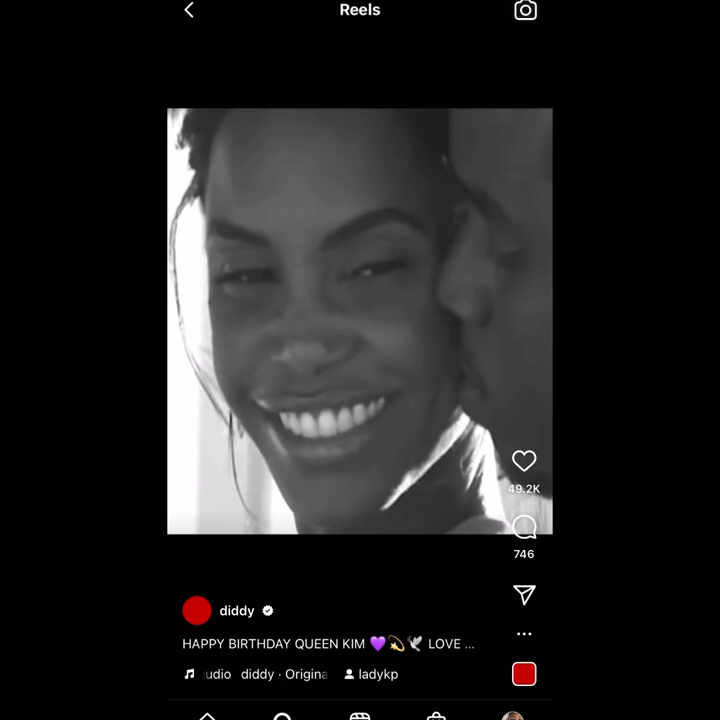 Reels
49.2K
746
diddy
HAPPY BIRTHDAY QUEEN KIM 💜💫🕊️ LOVE ...
udio diddy · Origina ladykp